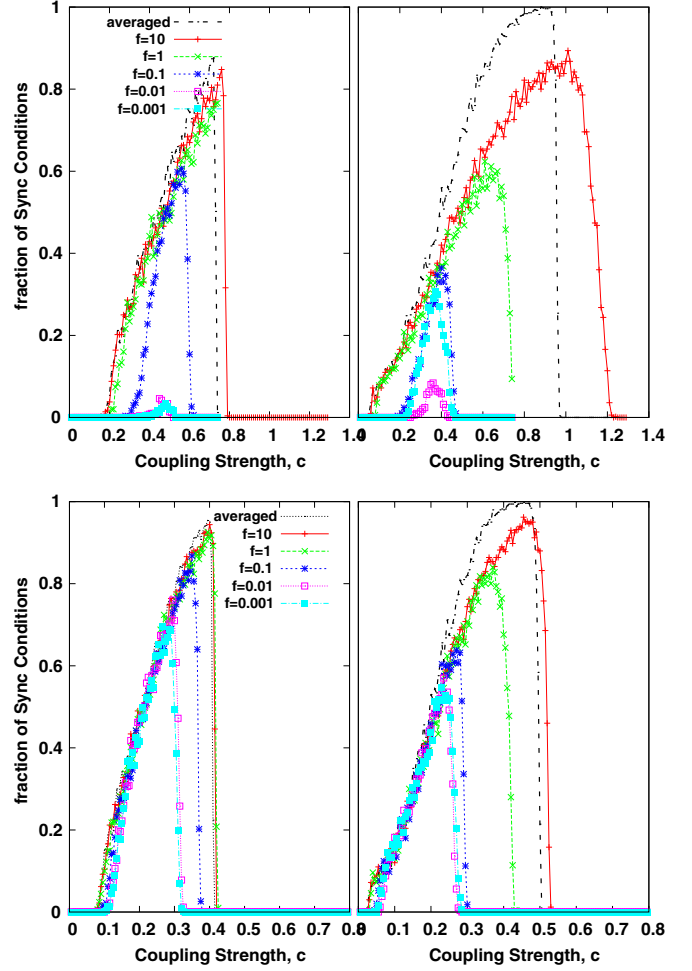 averaged
f=10
f=1
f=0.1
f=0.01
f=0.001
fraction of Sync Conditions
1
0.8
0.6
0.4
0.2
0
0 0.2 0.4 0.6 0.8 1 1.2 1.4
0.2 0.4 0.6 0.8 1 1.2 1.4
Coupling Strength, c Coupling Strength, c
averaged
f=10
f=1
f=0.1
f=0.01
f=0.001
fraction of Sync Conditions
1
0.8
0.6
0.4
0.2
0
0 0.1 0.2 0.3 0.4 0.5 0.6 0.7 0.8
0 0.1 0.2 0.3 0.4 0.5 0.6 0.7 0.8
Coupling Strength, c Coupling Strength, c